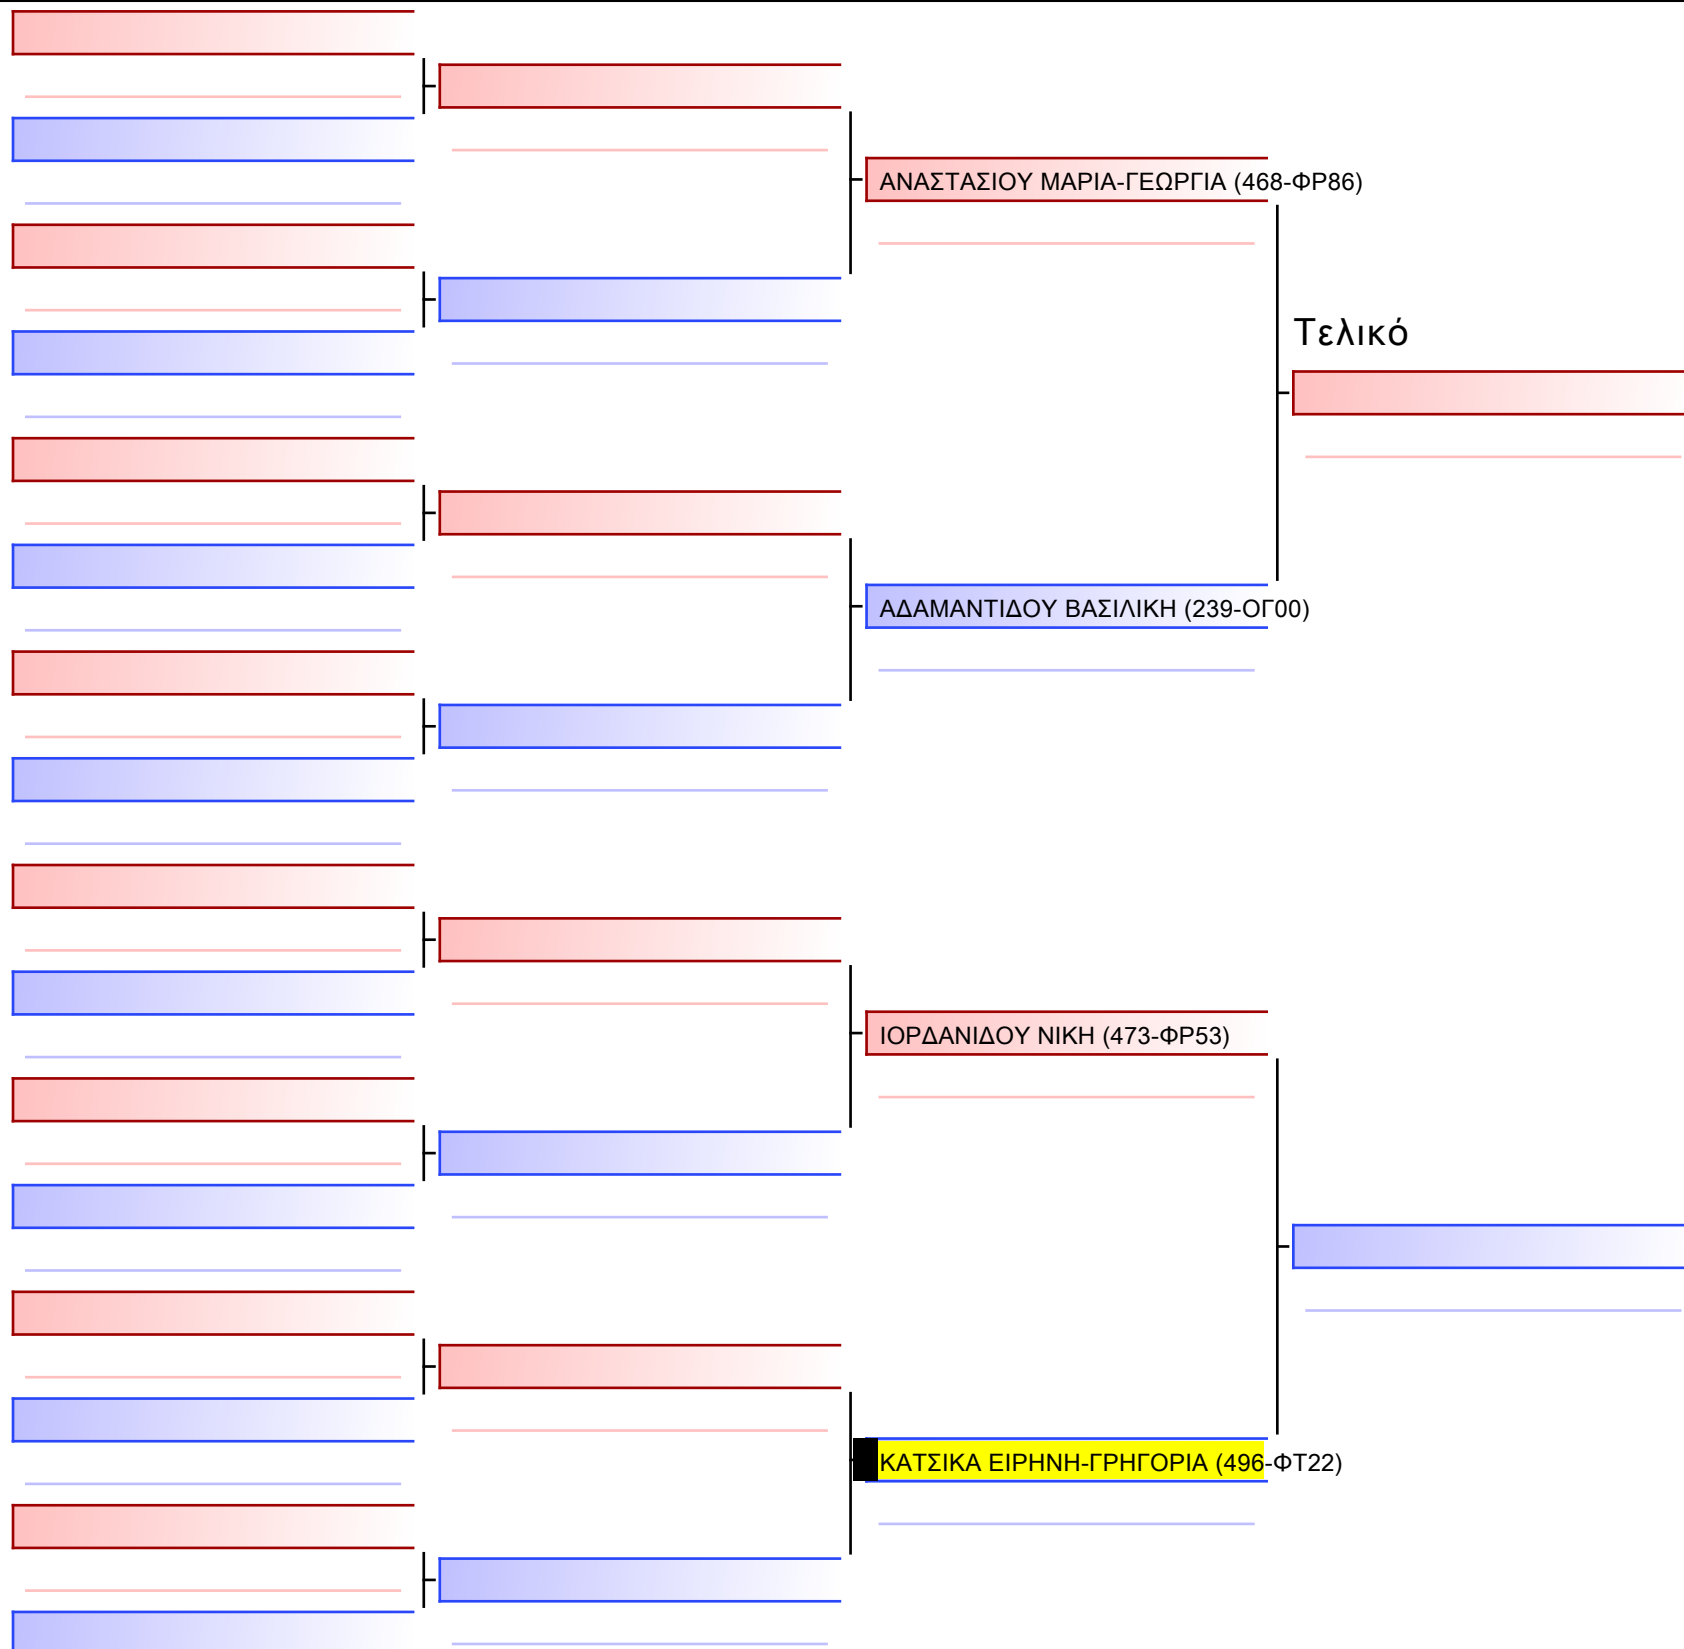 ΑΝΑΣΤΑΣΙΟΥ ΜΑΡΙΑ-ΓΕΩΡΓΙΑ (468-ΦΡ86)
Τελικό
ΑΔΑΜΑΝΤΙΔΟΥ ΒΑΣΙΛΙΚΗ (239-ΟΓ00)
ΙΟΡΔΑΝΙΔΟΥ ΝΙΚΗ (473-ΦΡ53)
ΚΑΤΣΙΚΑ ΕΙΡΗΝΗ-ΓΡΗΓΟΡΙΑ (496-ΦΤ22)